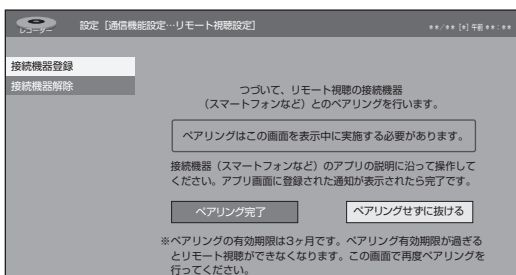 レコーダー
設定［通信機能設定…リモート視聴設定］
**/** [*] 午前**：**
接続機器登録
接続機器解除
つづいて、リモート視聴の接続機器
（スマートフォンなど）とのペアリングを行います。
ペアリングはこの画面を表示中に実施する必要があります。
接続機器（スマートフォンなど）のアプリの説明に沿って操作して
ください。アプリ画面に登録された通知が表示されたら完了です。
ペアリング完了
ペアリングせずに抜ける
※ペアリングの有効期限は3ヶ月です。ペアリング有効期限が過ぎる
とリモート視聴ができなくなります。この画面で再度ペアリングを
行ってください。